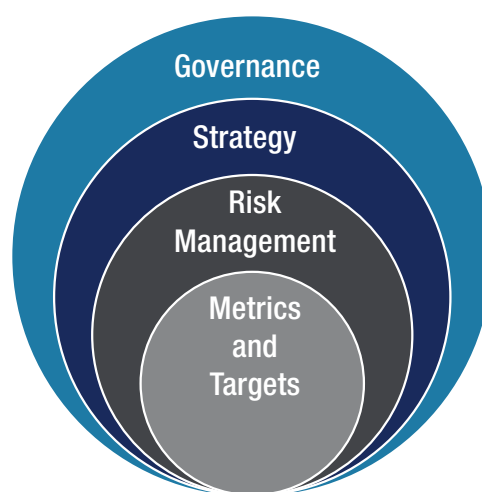 Governance
Strategy
Risk
Management
Metrics
and
Targets